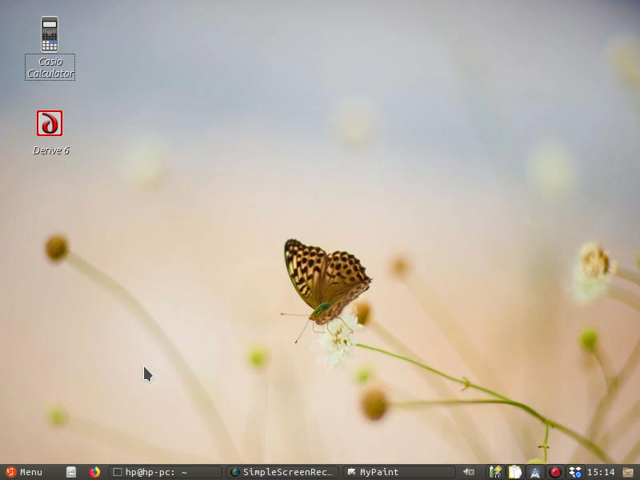 Casio
Calculator
Derive 6
Menu
hp@hp-pc: ~
SimpleScreenRec...
MyPaint
15:14